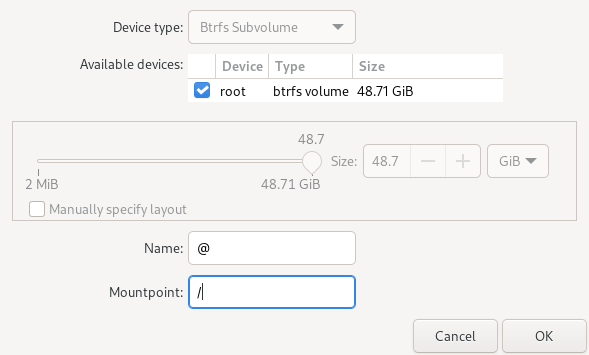 Device type: Btrfs Subvolume
Available devices: Device Type Size
root btrfs volume 48.71 GiB
48.7
Size: 48.7 GiB
2 MiB 48.71 GiB
Manually specify layout
Name: @
Mountpoint: /
Cancel OK